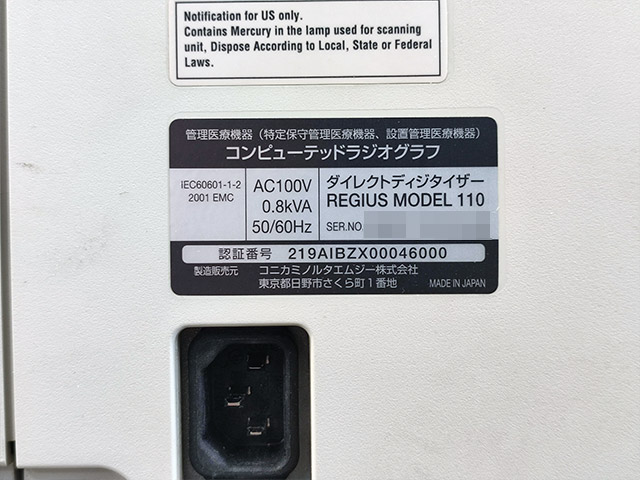 Notification for US only.
Contains Mercury in the lamp used for scanning
unit, Dispose According to Local, State or Federal
Laws.
管理医療機器（特定保守管理医療機器、設置管理医療機器）
コンピューテッドラジオグラフ
IEC60601-1-2
2001 EMC
AC100V
0.8kVA
50/60Hz
ダイレクトディジタイザー
REGIUS MODEL 110
SER.NO
認証番号 219AIBZX00046000
製造販売元 コニカミノルタエムジー株式会社
東京都日野市さくら町1番地 MADE IN JAPAN